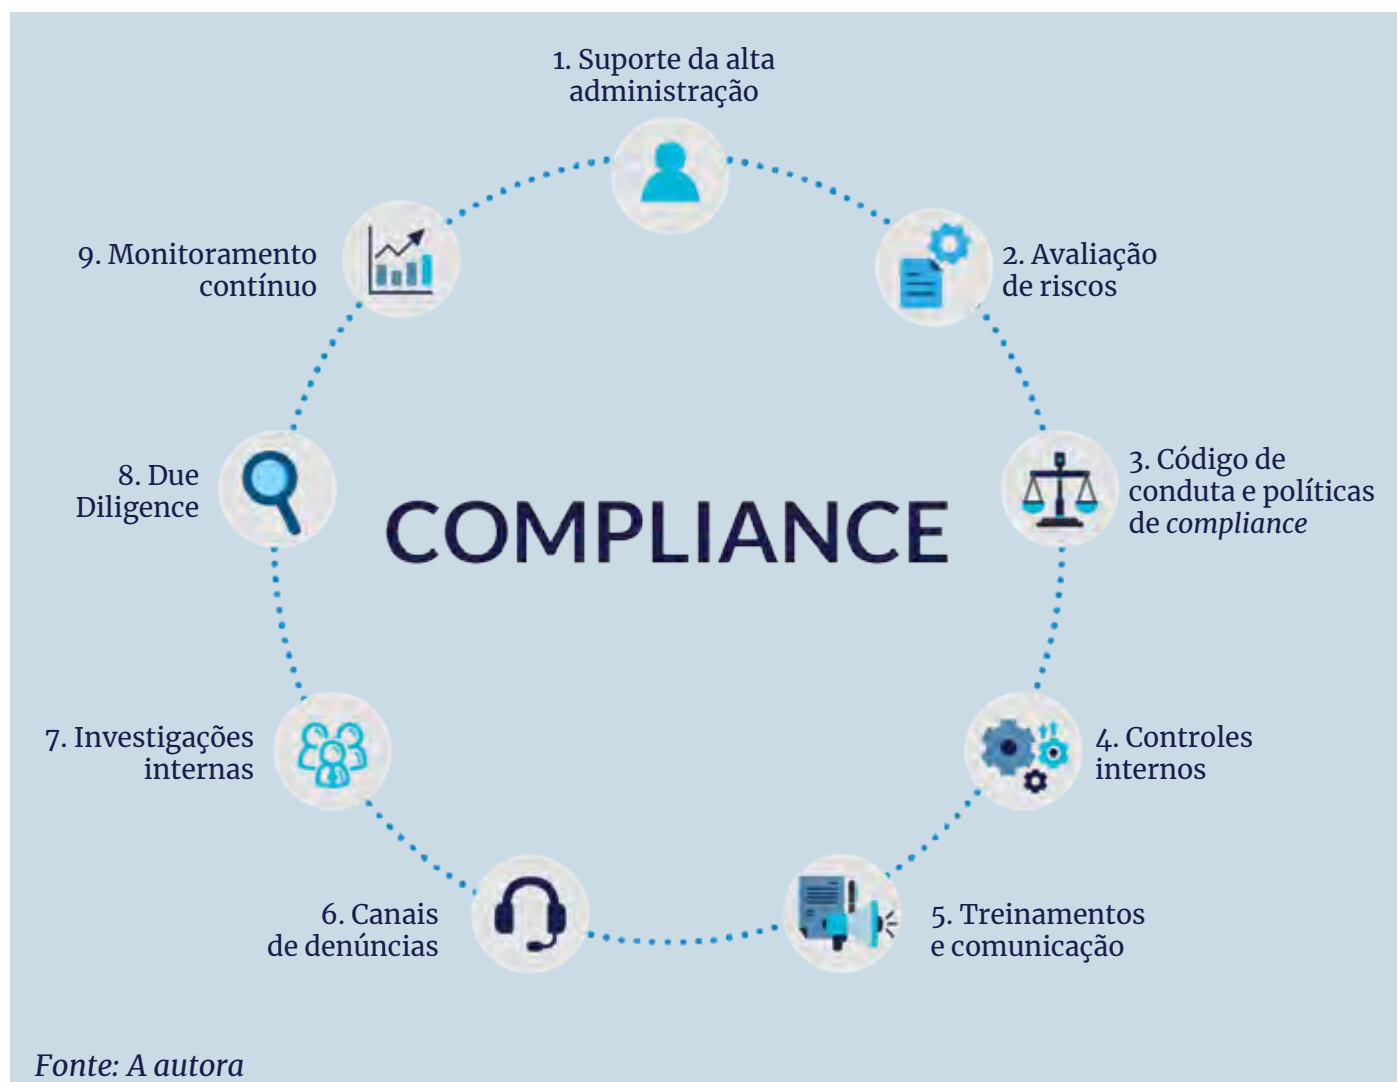 1. Suporte da alta
administração
2. Avaliação
de riscos
3. Código de
conduta e políticas
de compliance
4. Controles
internos
5. Treinamentos
e comunicação
6. Canais
de denúncias
7. Investigações
internas
8. Due
Diligence
9. Monitoramento
contínuo
COMPLIANCE
Fonte: A autora